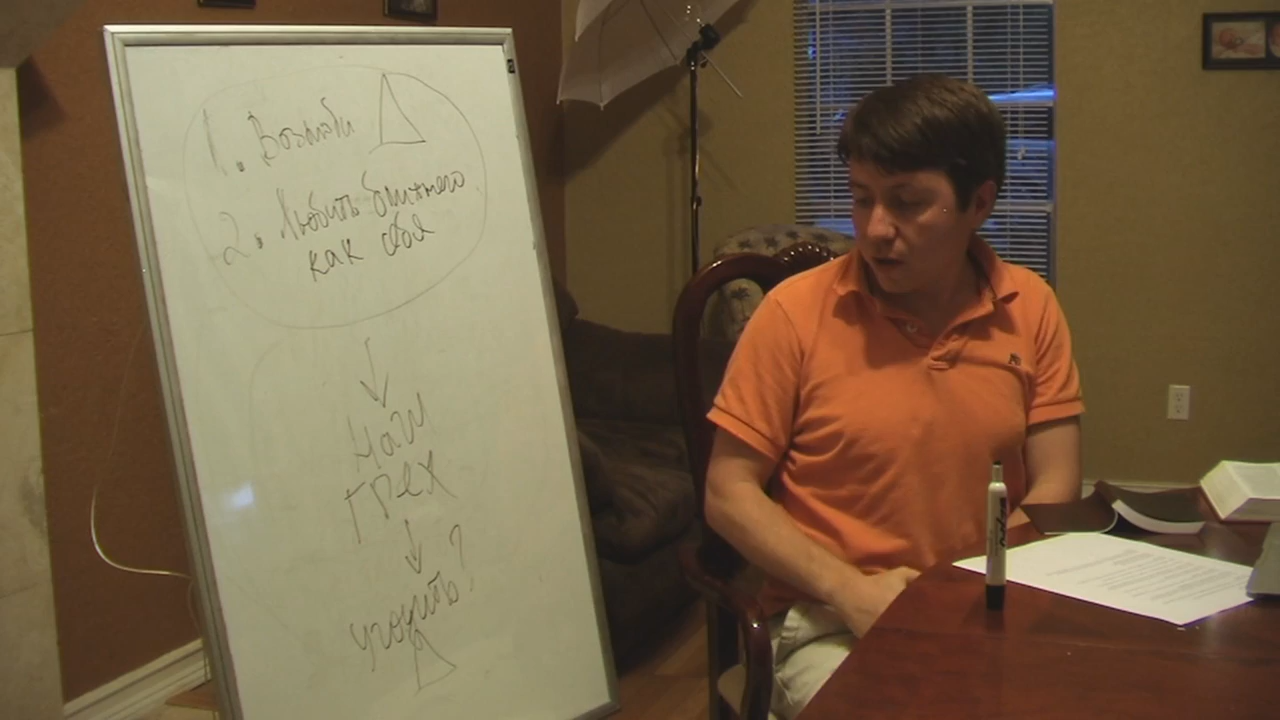 1. Возлюби
2. Любить ближнего
как себя
Наш
грех
угодить?